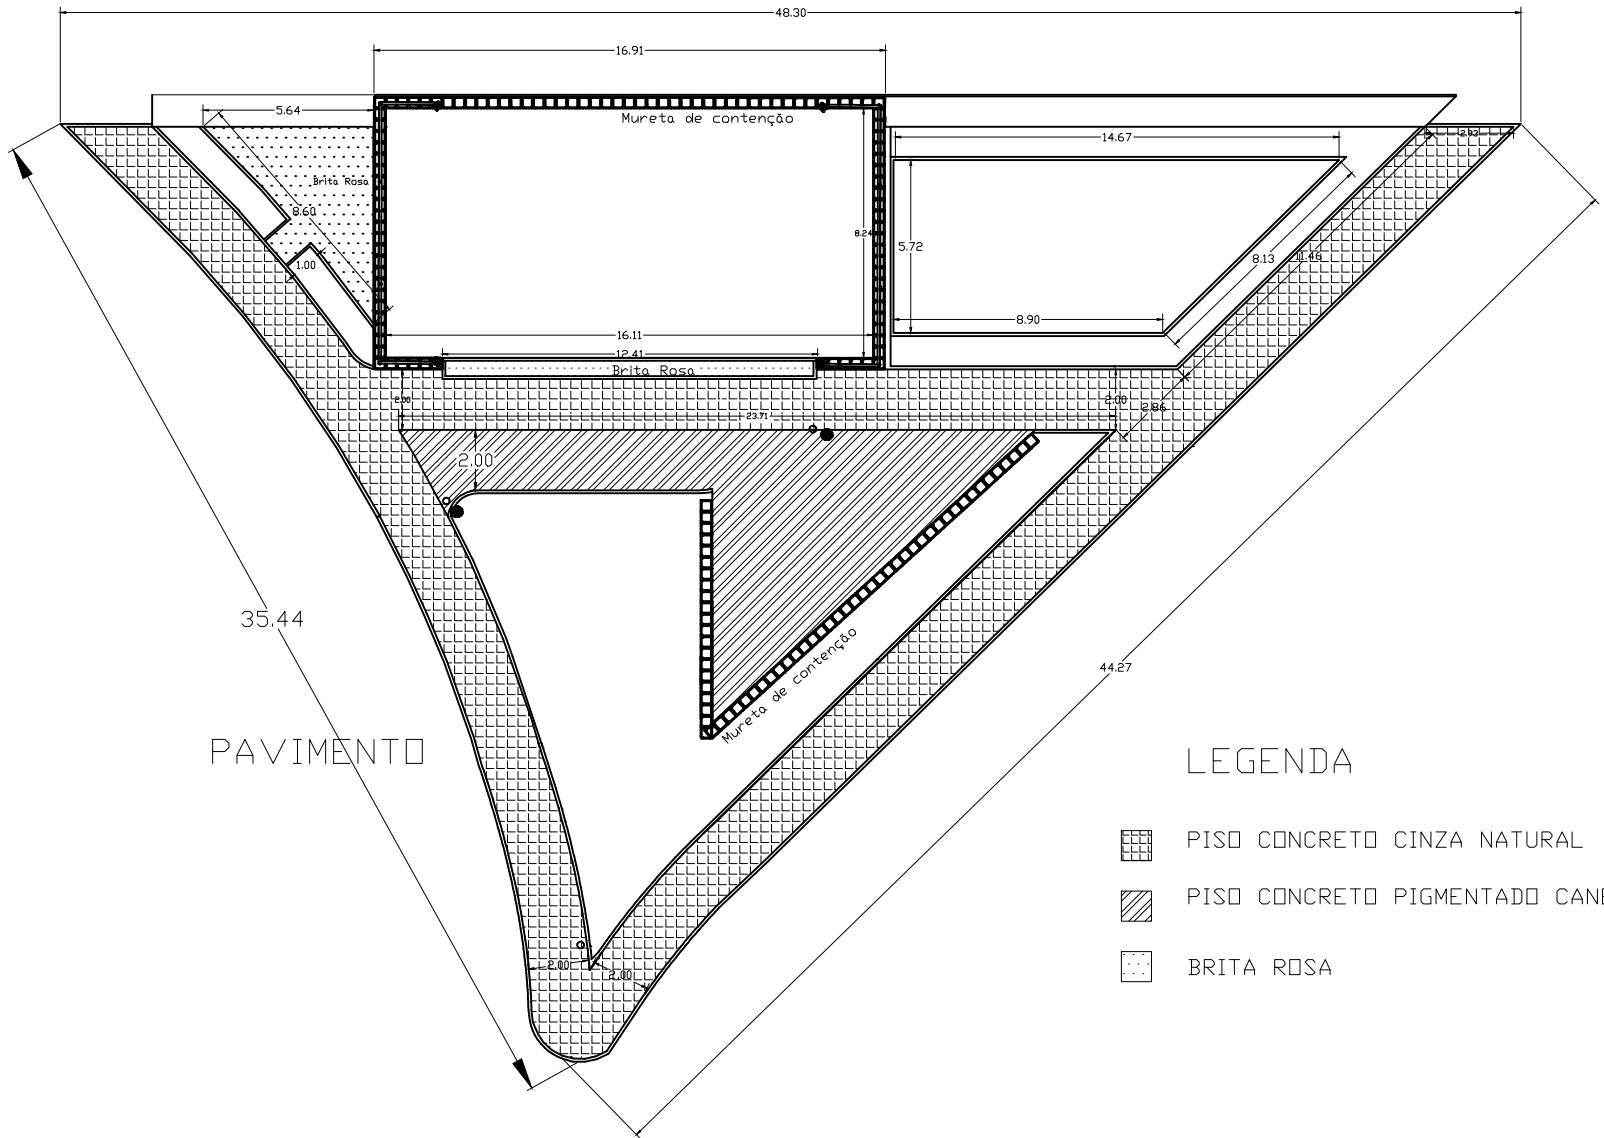 48.30
16.91
5.64
Mureta de contenção
14.67
2.93
Brita Rosa
8.60
8.24
5.72
8.13
11.46
1.00
8.90
16.11
12.41
Brita Rosa
2.00
23.71
2.00
2.86
2.00
35.44
Mureta de contenção
44.27
PAVIMENTO
LEGENDA
PISO CONCRETO CINZA NATURAL
PISO CONCRETO PIGMENTADO
BRITA ROSA
2.00
2.00